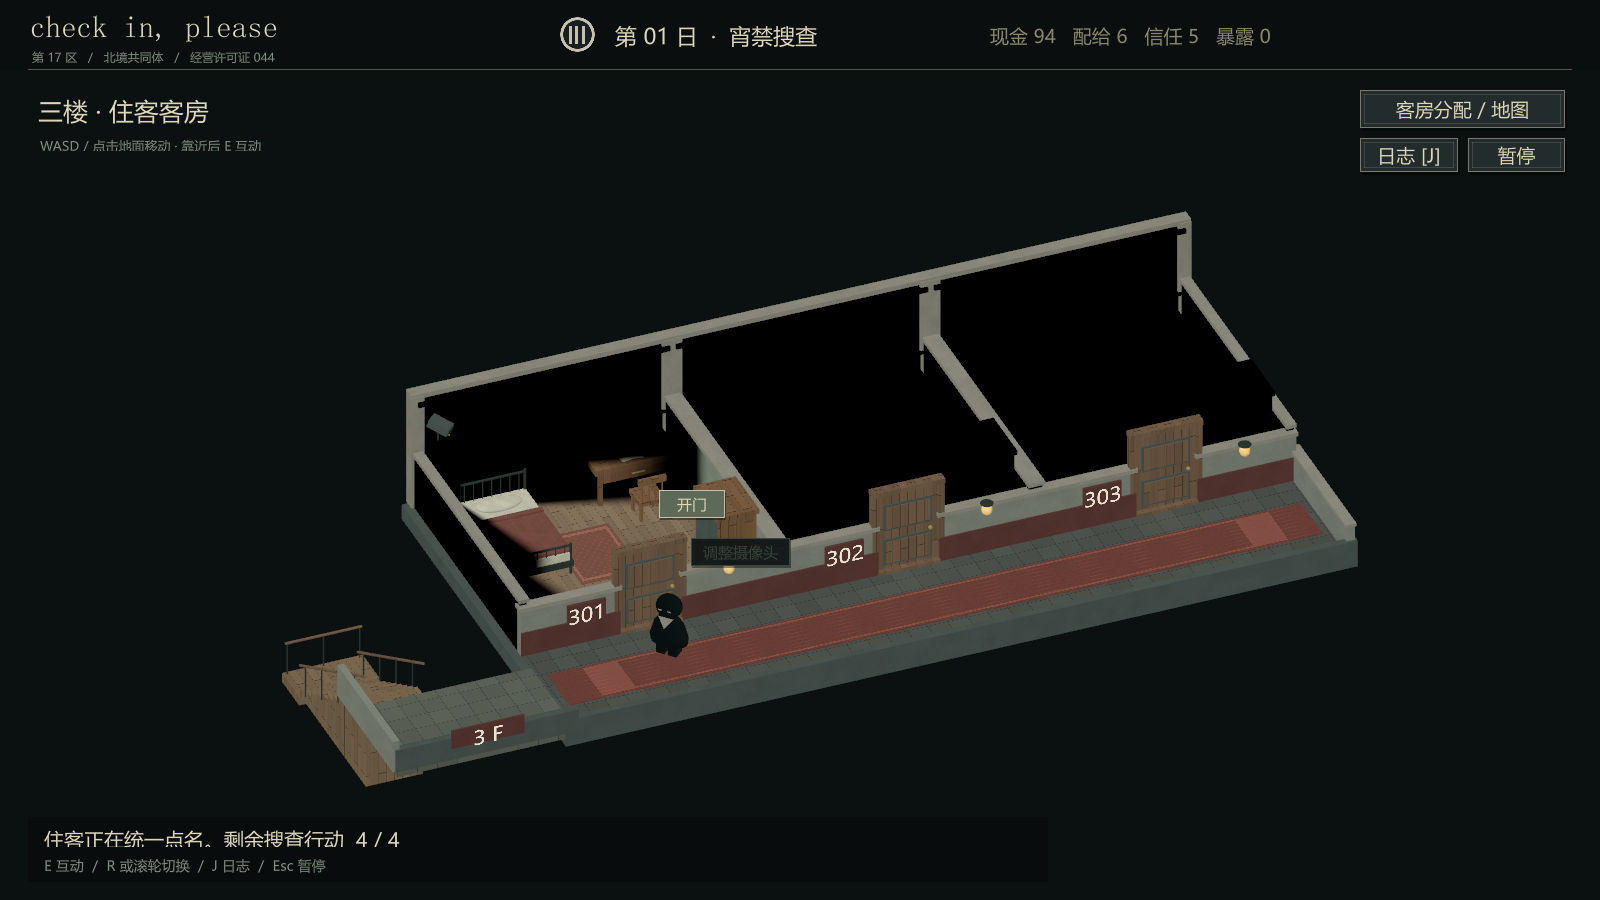 check in, please
第 17 区 / 北境共同体 / 经营许可证 044
第 01 日 · 宵禁搜查
现金 94 配给 6 信任 5 暴露 0
三楼 · 住客客房
WASD / 点击地面移动 · 靠近后 E 互动
客房分配 / 地图
日志 [J]
暂停
开门
调整摄像头
301
302
303
3 F
住客正在统一点名。剩余搜查行动 4 / 4
E 互动 / R 或滚轮切换 / J 日志 / Esc 暂停